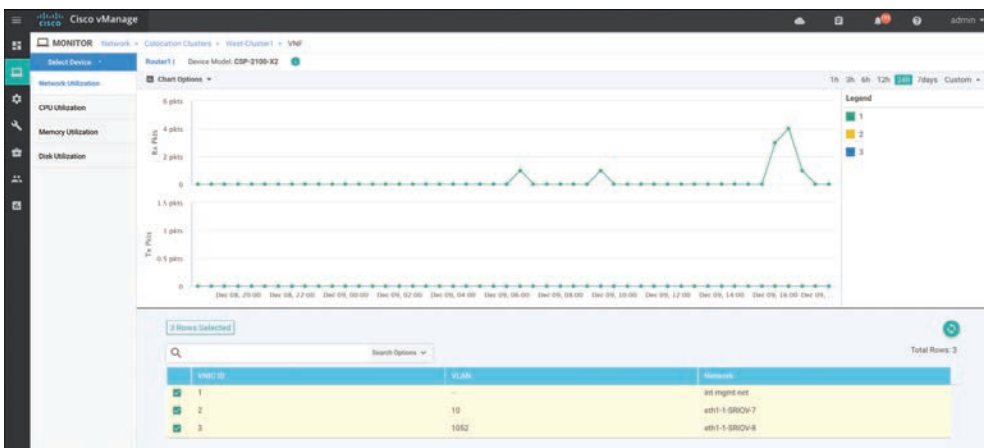 cisco Cisco vManage admin
MONITOR Network > Colocation Clusters > West-Cluster1 > VNF
Select Device
Router1 | Device Model: CSP-2100-X2
Network Utilization
CPU Utilization
Memory Utilization
Disk Utilization
Chart Options
1h 3h 6h 12h 24h 7days Custom
Legend
1
2
3
6 pkts
4 pkts
2 pkts
0
Rx Pkts
1.5 pkts
1 pkts
0.5 pkts
0
Tx Pkts
Dec 08, 20:00 Dec 08, 22:00 Dec 09, 00:00 Dec 09, 02:00 Dec 09, 04:00 Dec 09, 06:00 Dec 09, 08:00 Dec 09, 10:00 Dec 09, 12:00 Dec 09, 14:00 Dec 09, 16:00 Dec 09,
3 Rows Selected
Search Options
Total Rows: 3
VNIC ID VLAN Network
1 - int-mgmt-net
2 10 eth1-1-SRIOV-7
3 1052 eth1-1-SRIOV-8